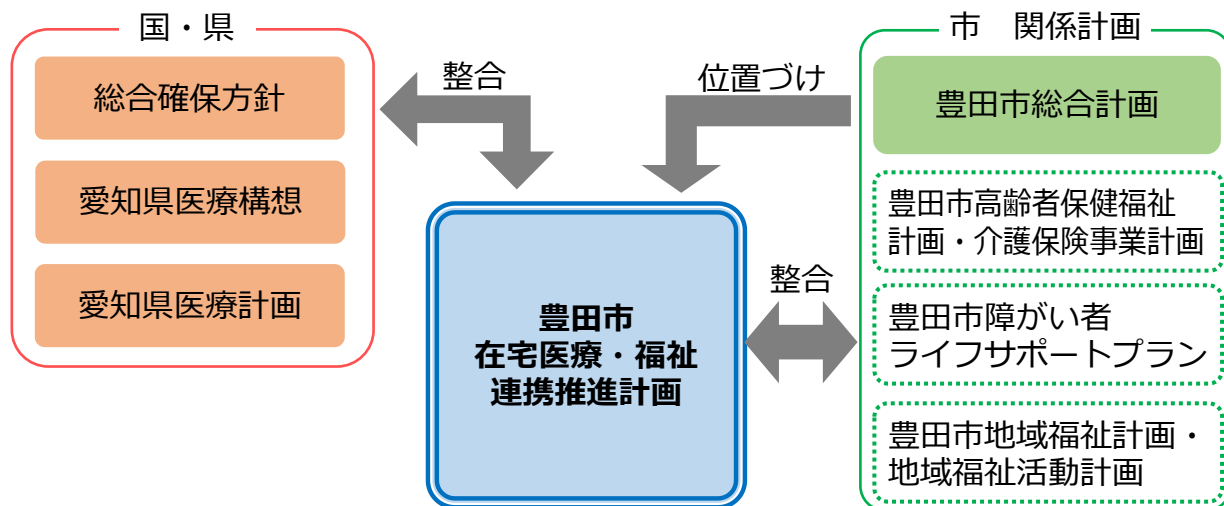 国・県
総合確保方針
愛知県医療構想
愛知県医療計画
整合
位置づけ
豊田市
在宅医療・福祉
連携推進計画
整合
市　関係計画
豊田市総合計画
豊田市高齢者保健福祉
計画・介護保険事業計画
豊田市障がい者
ライフサポートプラン
豊田市地域福祉計画・
地域福祉活動計画